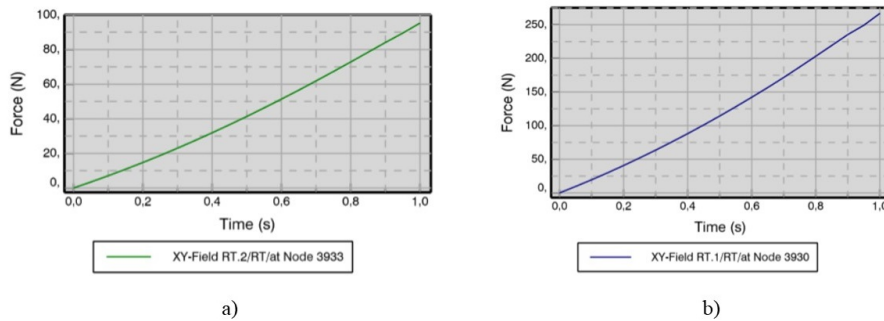 100,
80,
60,
40,
20,
0,
Force (N)
0,0 0,2 0,4 0,6 0,8 1,0
Time (s)
XY-Field RT.2/RT/at Node 3933
a)
250,
200,
150,
100,
50,
0,
Force (N)
0,0 0,2 0,4 0,6 0,8 1,0
Time (s)
XY-Field RT.1/RT/at Node 3930
b)